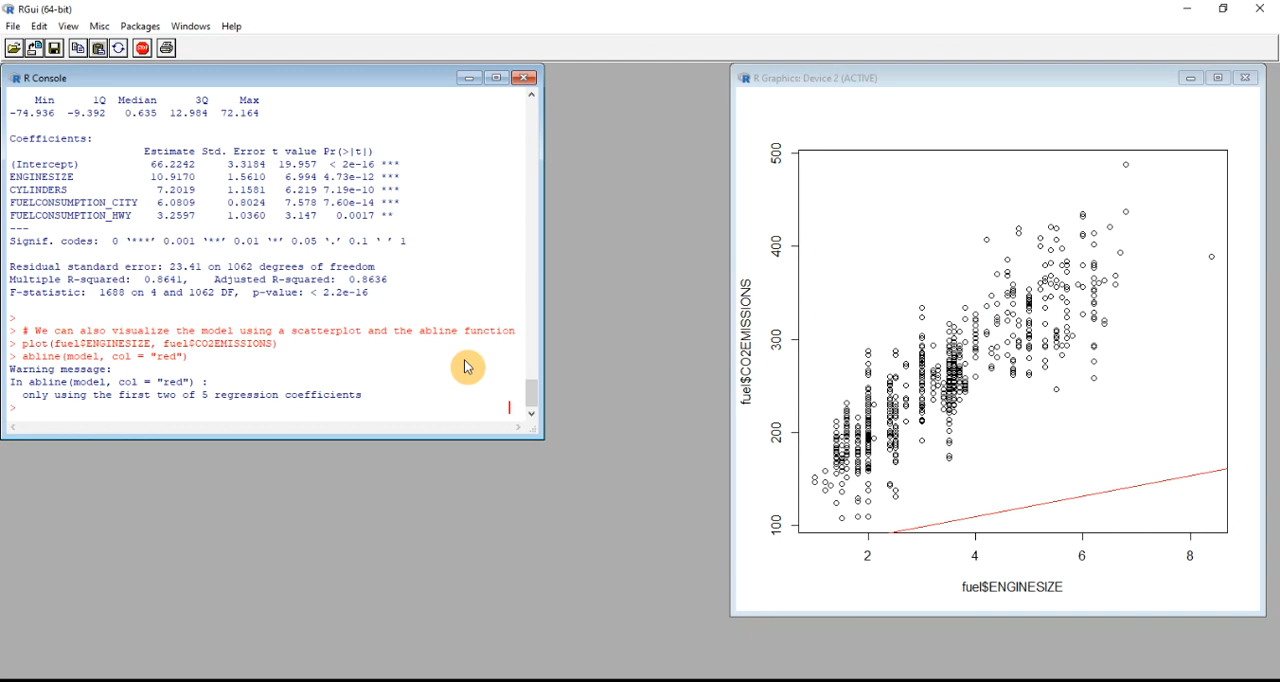 RGui (64-bit)
File Edit View Misc Packages Windows Help
STOP
R Console
Min 1Q Median 3Q Max
-74.936 -9.392 0.635 12.984 72.164
Coefficients:
Estimate Std. Error t value Pr(>|t|)
(Intercept) 66.2242 3.3184 19.957 < 2e-16 ***
ENGINESIZE 10.9170 1.5610 6.994 4.73e-12 ***
CYLINDERS 7.2019 1.1581 6.219 7.19e-10 ***
FUELCONSUMPTION_CITY 6.0809 0.8024 7.578 7.60e-14 ***
FUELCONSUMPTION_HWY 3.2597 1.0360 3.147 0.0017 **
---
Signif. codes: 0 ‘***’ 0.001 ‘**’ 0.01 ‘*’ 0.05 ‘.’ 0.1 ‘ ’ 1
Residual standard error: 23.41 on 1062 degrees of freedom
Multiple R-squared: 0.8641, Adjusted R-squared: 0.8636
F-statistic: 1688 on 4 and 1062 DF, p-value: < 2.2e-16
>
> # We can also visualize the model using a scatterplot and the abline function
> plot(fuel$ENGINESIZE, fuel$CO2EMISSIONS)
> abline(model, col = "red")
Warning message:
In abline(model, col = "red") :
only using the first two of 5 regression coefficients
>
R Graphics: Device 2 (ACTIVE)
500
400
300
200
100
fuel$CO2EMISSIONS
2 4 6 8
fuel$ENGINESIZE